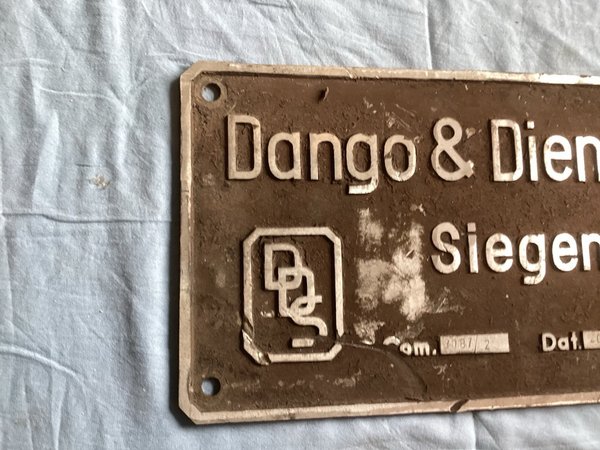 Dango & Dien
Siegen
DDS
Com. Dat.